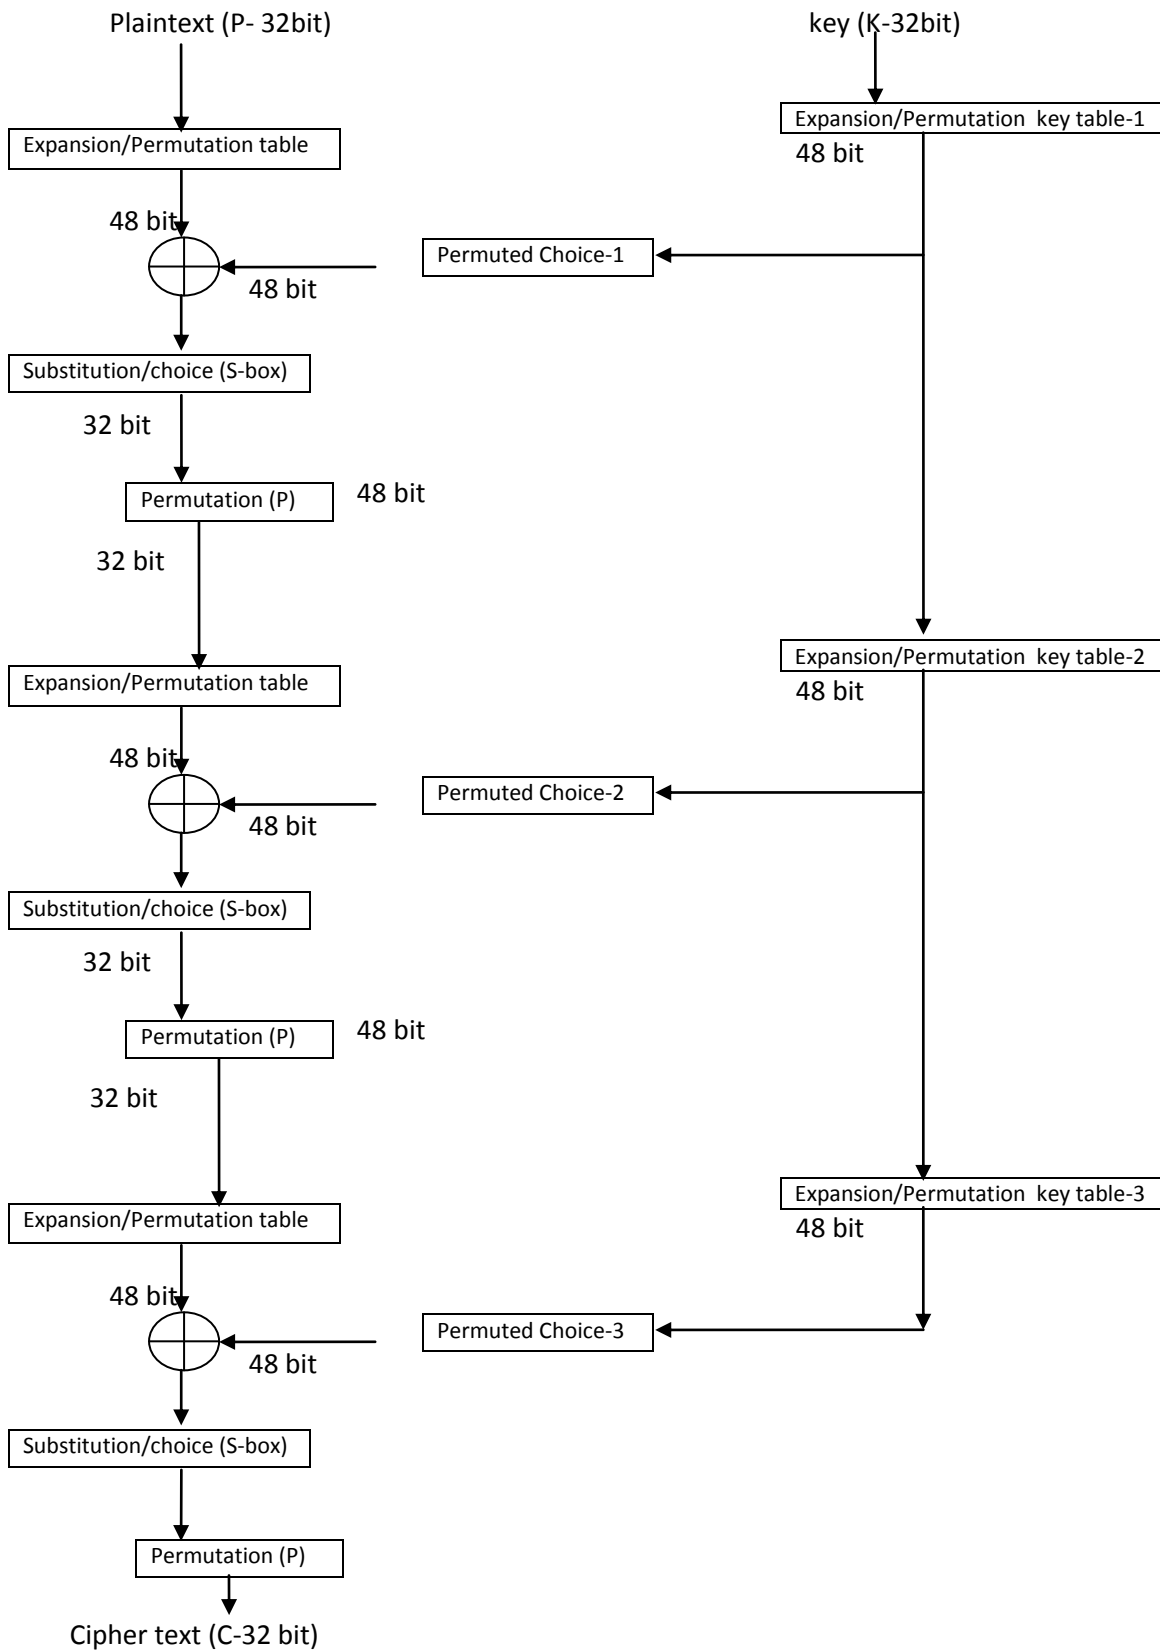 Plaintext (P- 32bit)
key (K-32bit)
Expansion/Permutation key table-1
Expansion/Permutation table
48 bit
48 bit
Permuted Choice-1
48 bit
Substitution/choice (S-box)
32 bit
Permutation (P)
48 bit
32 bit
Expansion/Permutation key table-2
Expansion/Permutation table
48 bit
48 bit
Permuted Choice-2
48 bit
Substitution/choice (S-box)
32 bit
Permutation (P)
48 bit
32 bit
Expansion/Permutation key table-3
Expansion/Permutation table
48 bit
48 bit
Permuted Choice-3
48 bit
Substitution/choice (S-box)
Permutation (P)
Cipher text (C-32 bit)